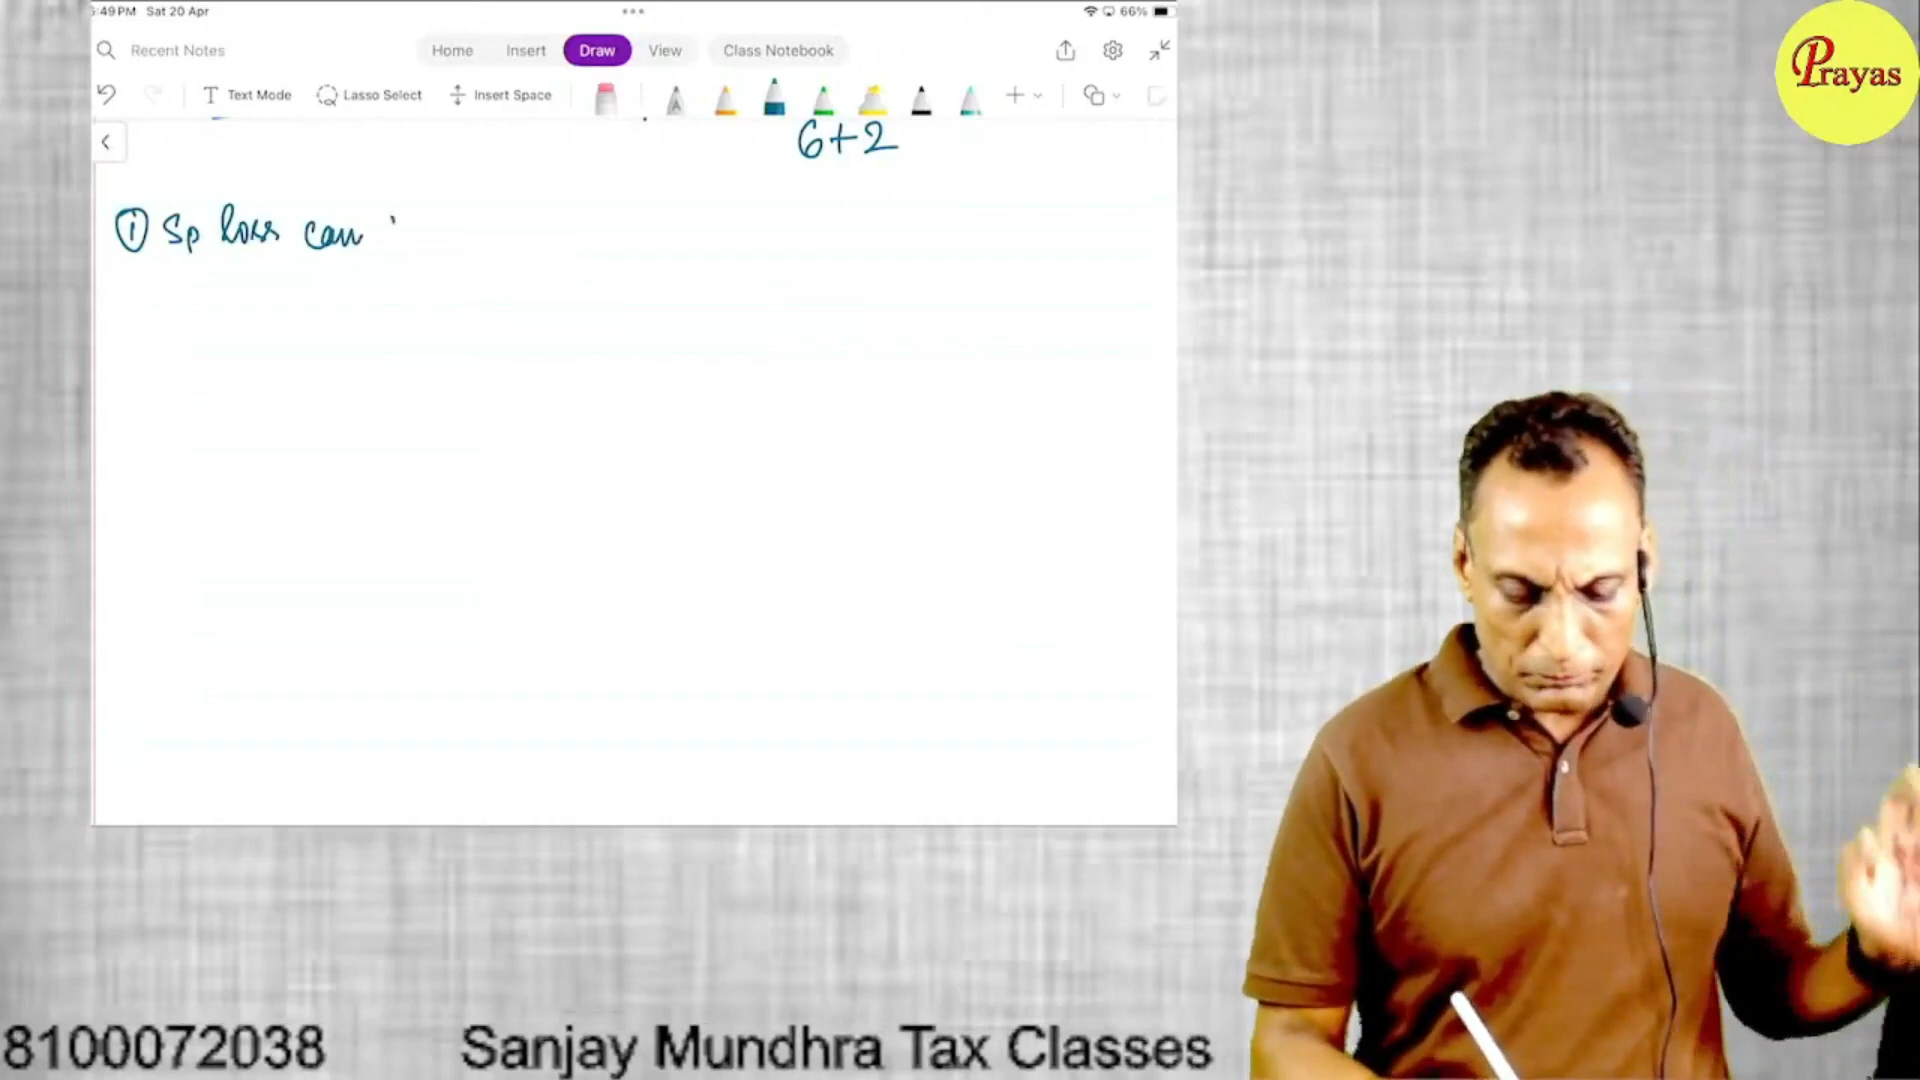 :49 PM Sat 20 Apr
66%
Prayas
Recent Notes
Home Insert Draw View Class Notebook
Text Mode Lasso Select Insert Space
6+2
① Sp loss can
8100072038 Sanjay Mundhra Tax Classes